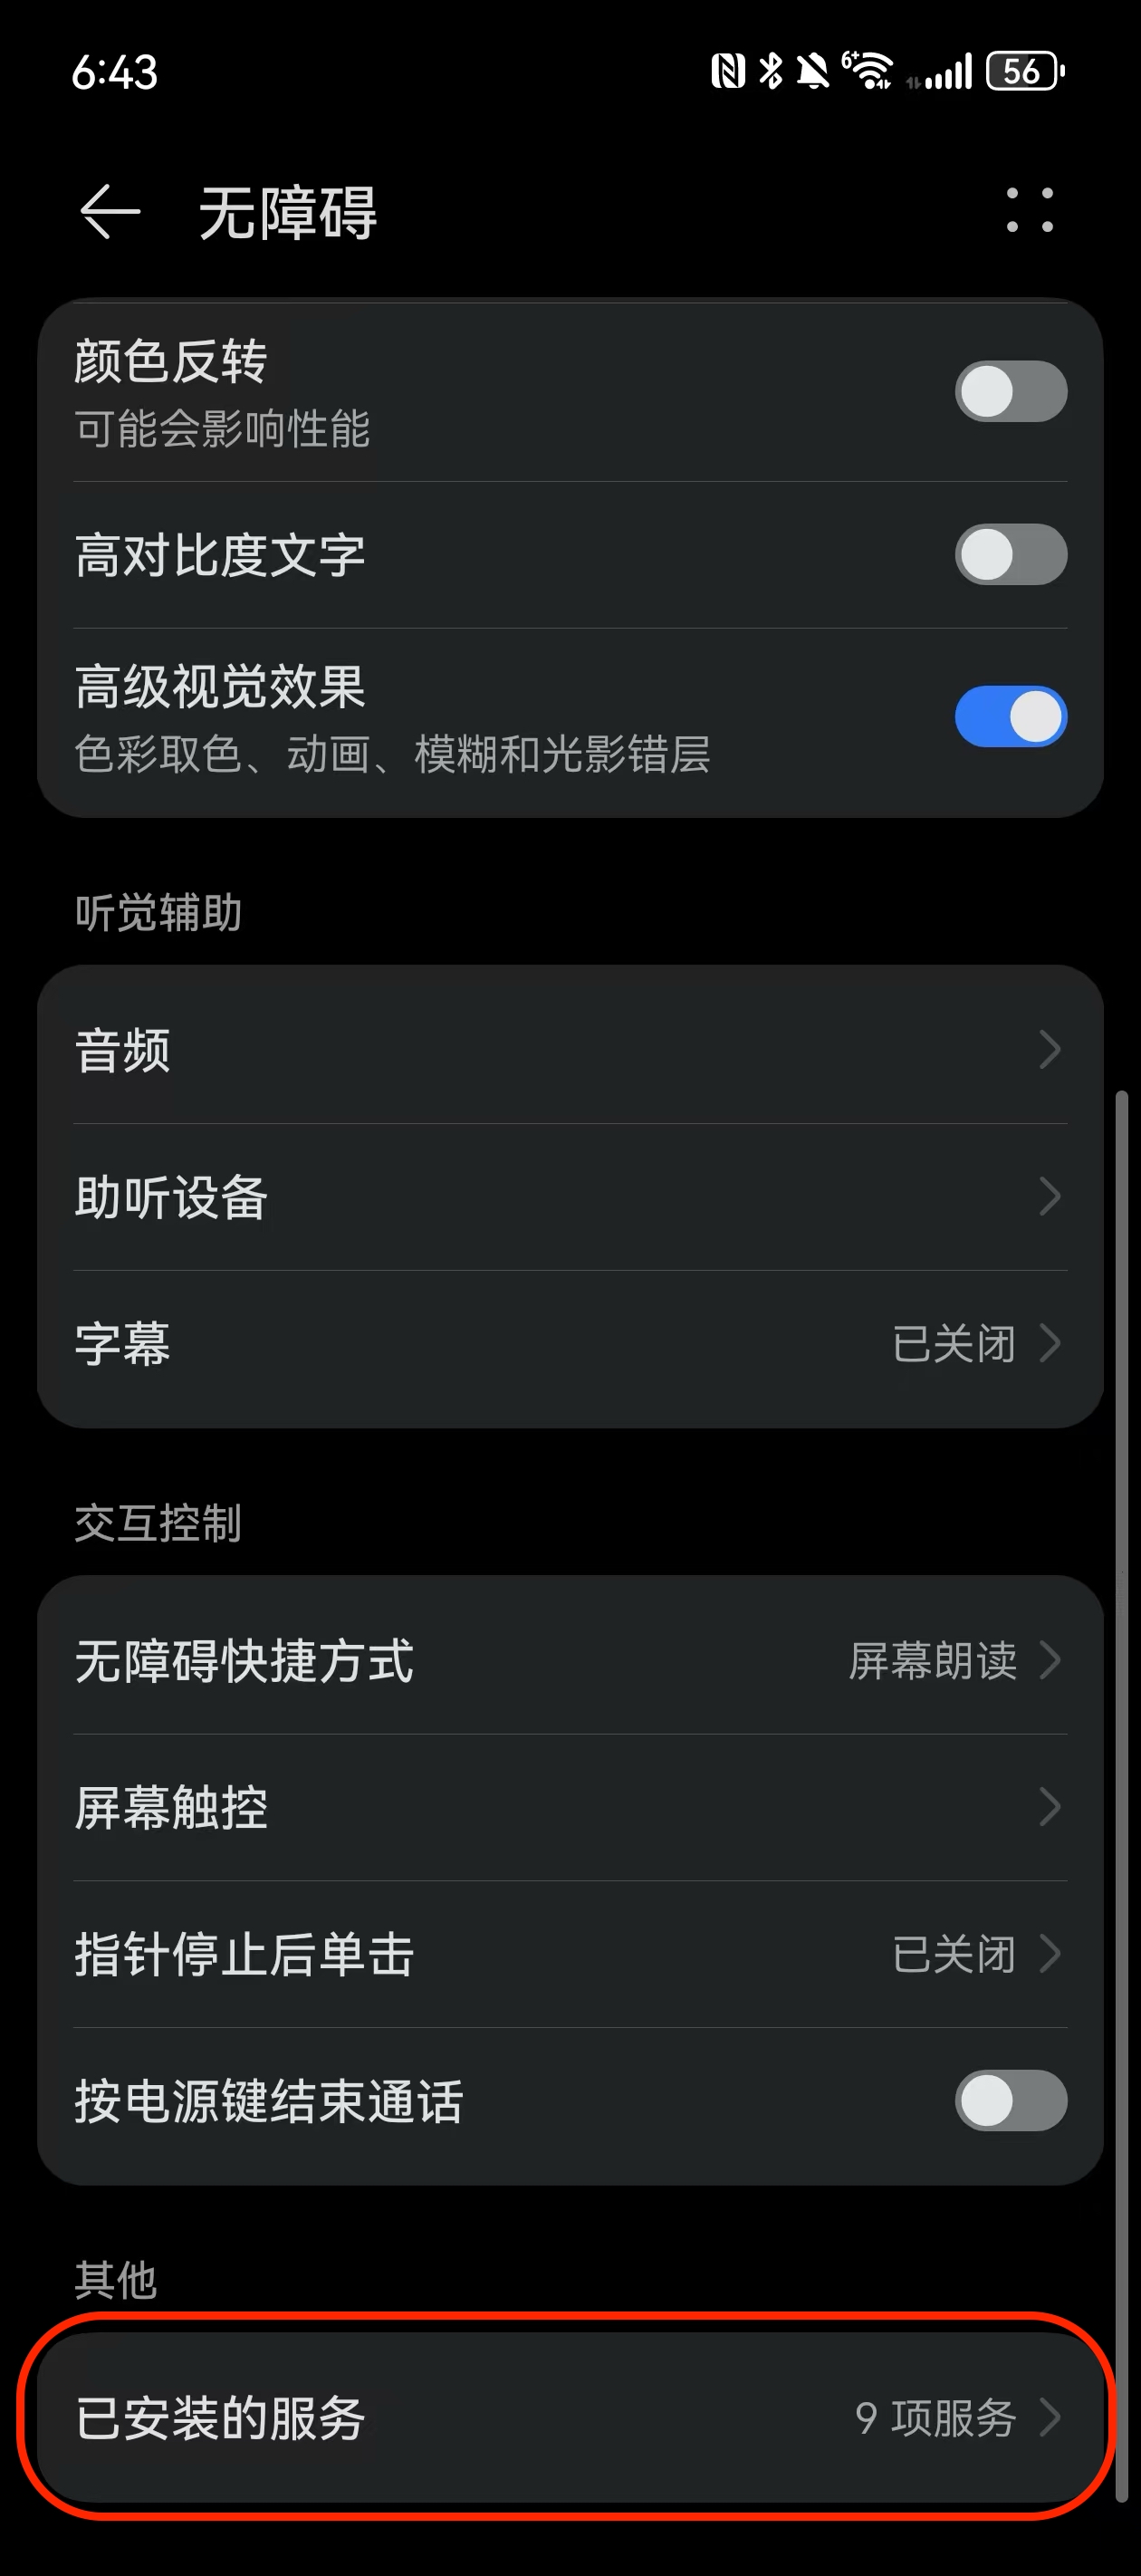 6:43
6+
56
无障碍
颜色反转
可能会影响性能
高对比度文字
高级视觉效果
色彩取色、动画、模糊和光影错层
听觉辅助
音频
助听设备
字幕 已关闭
交互控制
无障碍快捷方式 屏幕朗读
屏幕触控
指针停止后单击 已关闭
按电源键结束通话
其他
已安装的服务 9 项服务